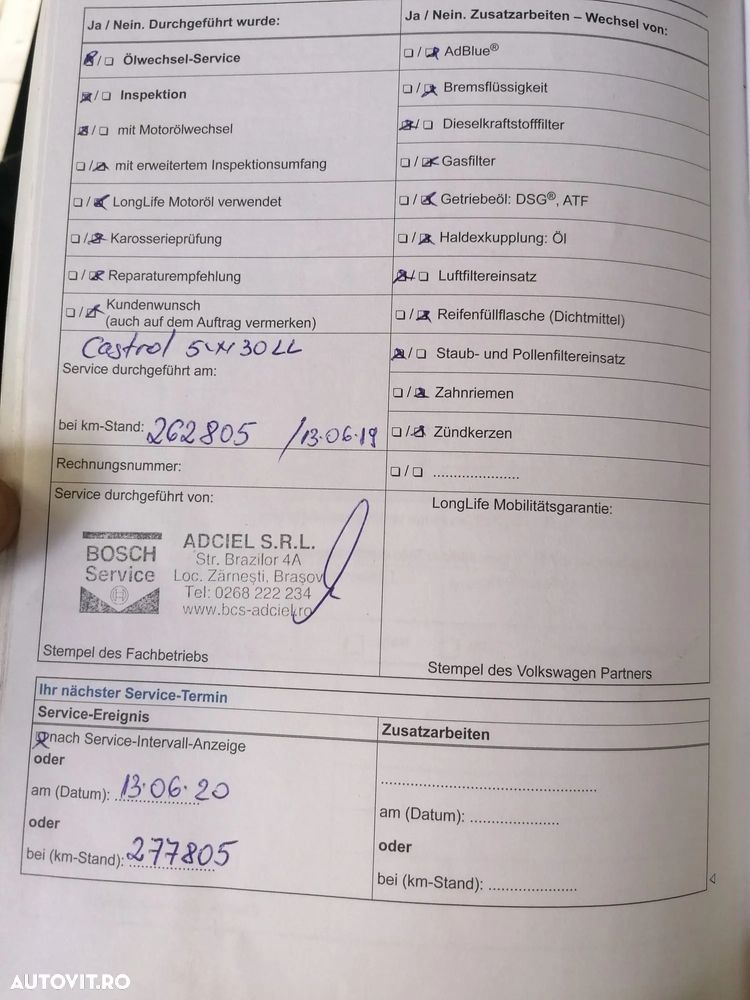 Ja / Nein. Durchgeführt wurde:
☒/☐ Ölwechsel-Service
☒/☐ Inspektion
☒/☐ mit Motorölwechsel
☐/☒ mit erweitertem Inspektionsumfang
☐/☒ LongLife Motoröl verwendet
☐/☒ Karosserieprüfung
☐/☒ Reparaturempfehlung
☐/☒ Kundenwunsch
(auch auf dem Auftrag vermerken)
Castrol 5W30 LL
Service durchgeführt am:
bei km-Stand: 262805 / 13.06.19
Rechnungsnummer:
Service durchgeführt von:
BOSCH
Service
ADCIEL S.R.L.
Str. Brazilor 4A
Loc. Zărneşti, Braşov
Tel: 0268 222 234
www.bcs-adciel.ro
Stempel des Fachbetriebs
Ja / Nein. Zusatzarbeiten – Wechsel von:
☐/☒ AdBlue®
☐/☒ Bremsflüssigkeit
☒/☐ Dieselkraftstofffilter
☐/☒ Gasfilter
☐/☒ Getriebeöl: DSG®, ATF
☐/☒ Haldexkupplung: Öl
☒/☐ Luftfiltereinsatz
☐/☒ Reifenfüllflasche (Dichtmittel)
☒/☐ Staub- und Pollenfiltereinsatz
☐/☒ Zahnriemen
☐/☒ Zündkerzen
☐/☐ .....................
LongLife Mobilitätsgarantie:
Stempel des Volkswagen Partners
Ihr nächster Service-Termin
Service-Ereignis
☒ nach Service-Intervall-Anzeige
oder
am (Datum): 13.06.20
oder
bei (km-Stand): 277805
Zusatzarbeiten
.....................................................
am (Datum): ......................
oder
bei (km-Stand): ......................
AUTOVIT.RO